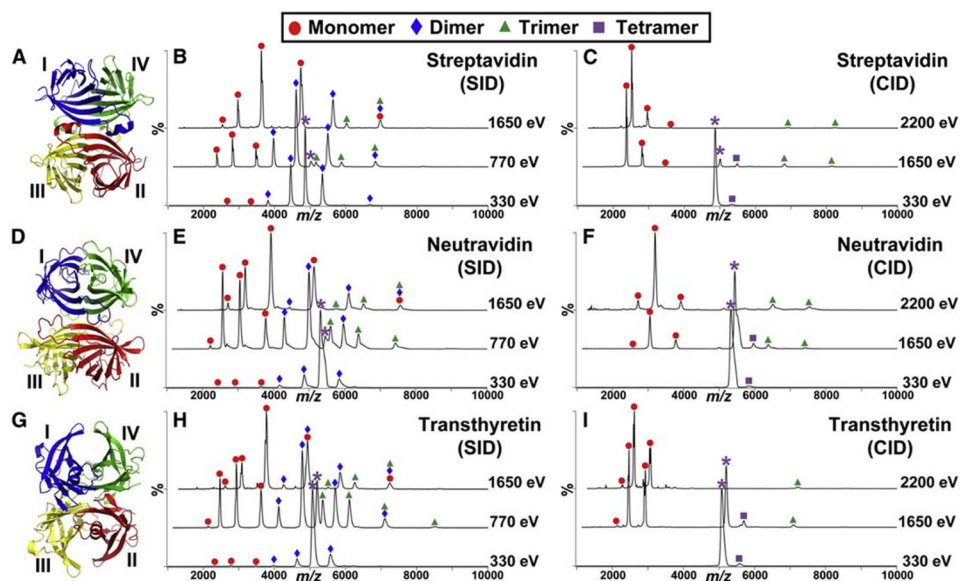 Monomer Dimer Trimer Tetramer
A
I IV
III II
B
Streptavidin
(SID)
1650 eV
770 eV
330 eV
%
2000 4000 m/z 6000 8000 10000
C
Streptavidin
(CID)
2200 eV
1650 eV
330 eV
%
2000 4000 m/z 6000 8000 10000
D
I IV
III II
E
Neutravidin
(SID)
1650 eV
770 eV
330 eV
%
2000 4000 m/z 6000 8000 10000
F
Neutravidin
(CID)
2200 eV
1650 eV
330 eV
%
2000 4000 m/z 6000 8000 10000
G
I IV
III II
H
Transthyretin
(SID)
1650 eV
770 eV
330 eV
%
2000 4000 m/z 6000 8000 10000
I
Transthyretin
(CID)
2200 eV
1650 eV
330 eV
%
2000 4000 m/z 6000 8000 10000